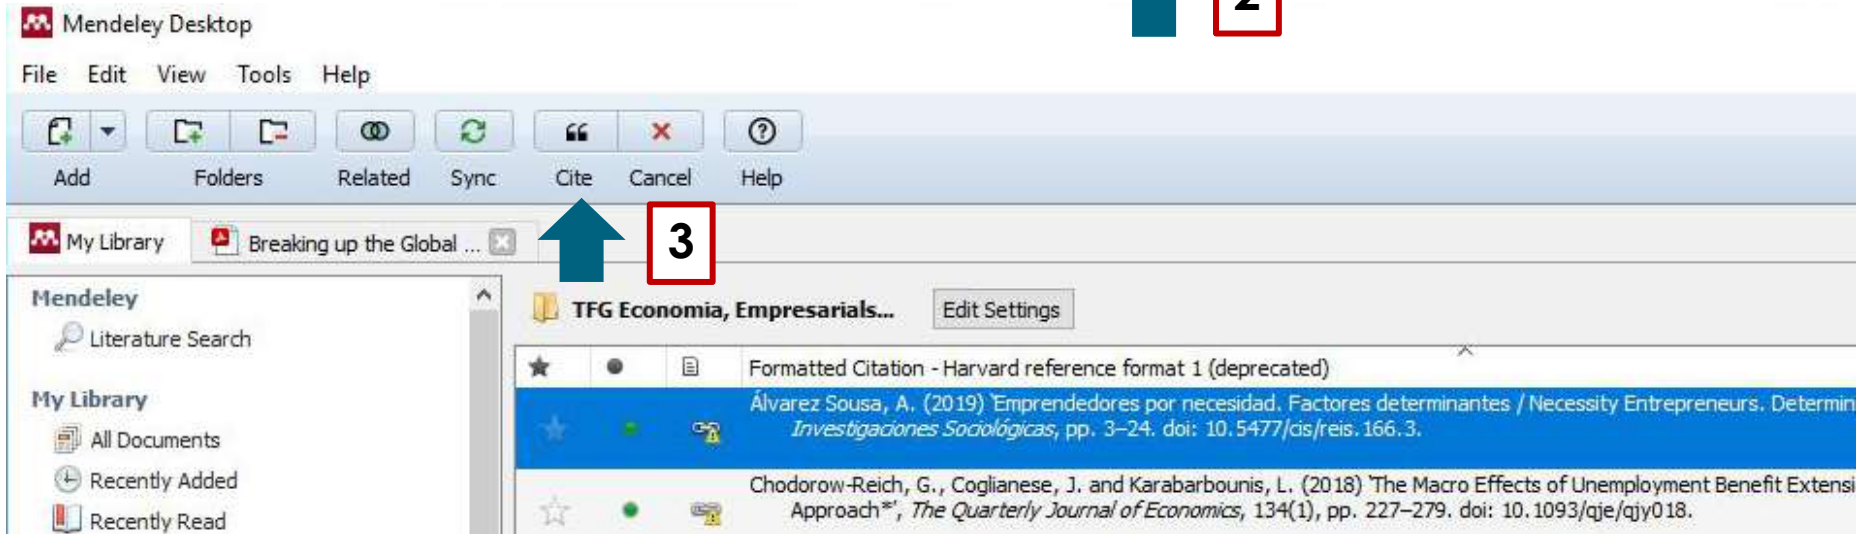 2
Mendeley Desktop
File Edit View Tools Help
Add Folders Related Sync Cite Cancel Help
3
My Library Breaking up the Global ...
Mendeley
Literature Search
My Library
All Documents
Recently Added
Recently Read
TFG Economia, Empresarials... Edit Settings
Formatted Citation - Harvard reference format 1 (deprecated)
Álvarez Sousa, A. (2019) 'Emprendedores por necesidad. Factores determinantes / Necessity Entrepreneurs. Determin
Investigaciones Sociológicas, pp. 3–24. doi: 10.5477/cis/reis.166.3.
Chodorow-Reich, G., Coglianese, J. and Karabarbounis, L. (2018) 'The Macro Effects of Unemployment Benefit Extensi
Approach*', The Quarterly Journal of Economics, 134(1), pp. 227–279. doi: 10.1093/qje/qjy018.